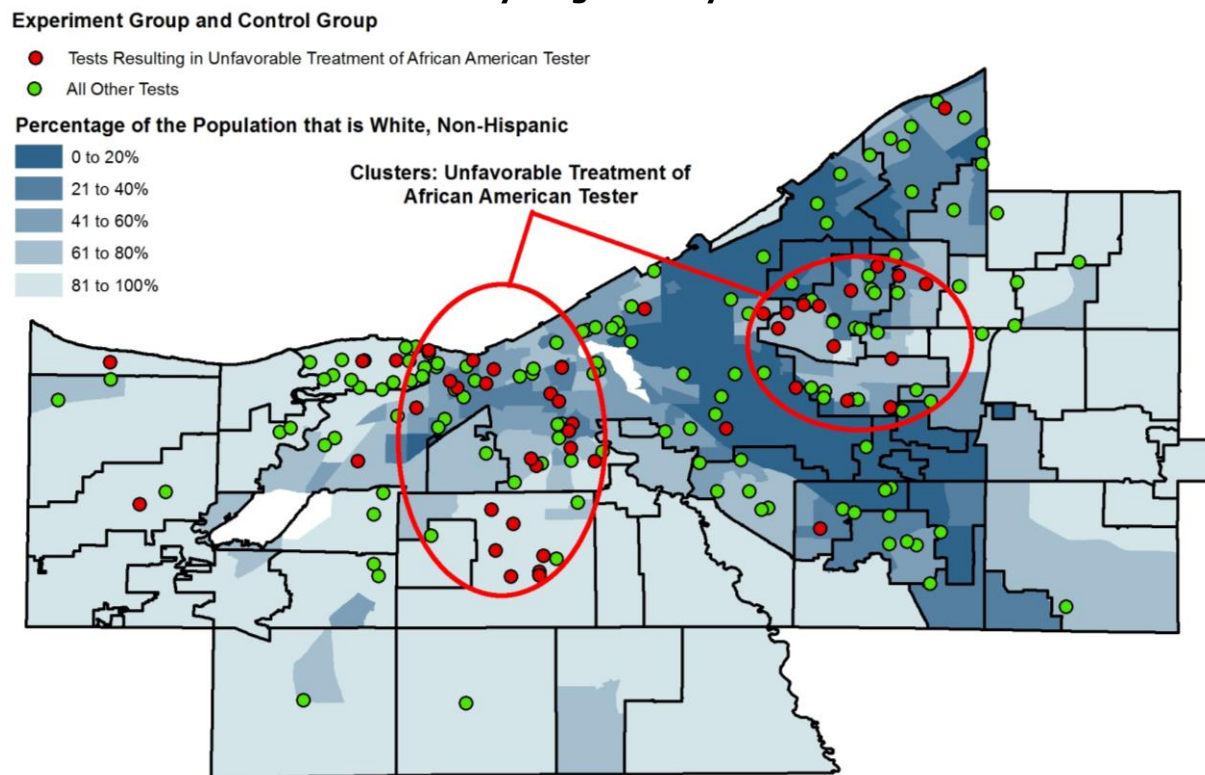 Experiment Group and Control Group
Tests Resulting in Unfavorable Treatment of African American Tester
All Other Tests
Percentage of the Population that is White, Non-Hispanic
0 to 20%
21 to 40%
41 to 60%
61 to 80%
81 to 100%
Clusters: Unfavorable Treatment of
African American Tester